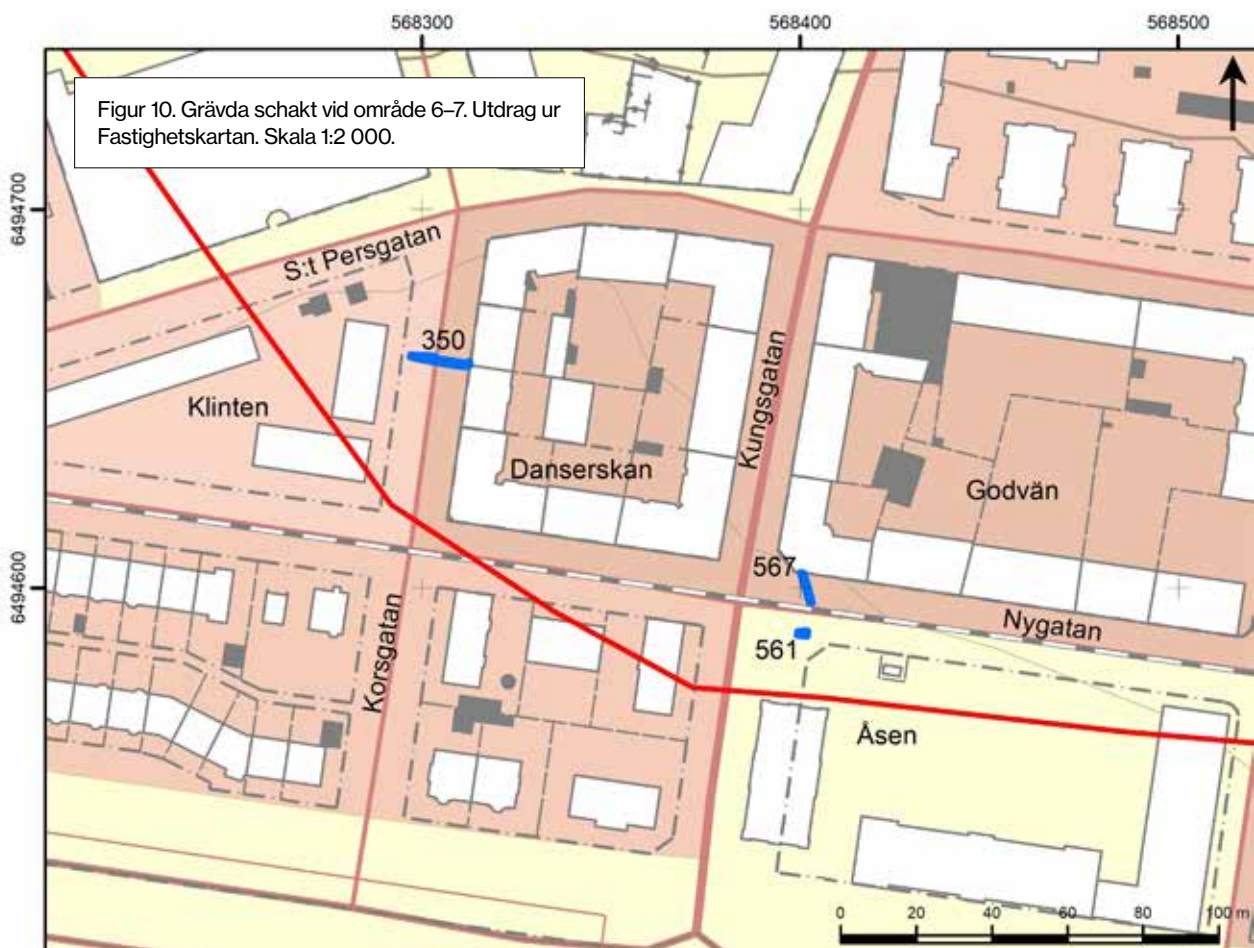 568300
568400
568500
Figur 10. Grävda schakt vid område 6–7. Utdrag ur
Fastighetskartan. Skala 1:2 000.
6494700
S:t Persgatan
350
Kungsgatan
Klinten
Danserskan
Godvän
567
6494600
Nygatan
561
Korsgatan
Åsen
0 20 40 60 80 100 m